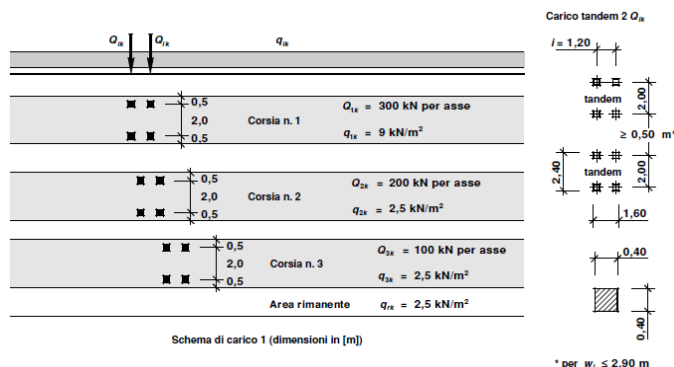 Carico tandem 2 Qik
Qik Qik qik
i = 1,20
0,5
2,0
0,5
Corsia n. 1
Q1k = 300 kN per asse
q1k = 9 kN/m²
tandem
2,00
≥ 0,50 m*
0,5
2,0
0,5
Corsia n. 2
Q2k = 200 kN per asse
q2k = 2,5 kN/m²
2,40
tandem
2,00
1,60
0,5
2,0
0,5
Corsia n. 3
Q3k = 100 kN per asse
q3k = 2,5 kN/m²
0,40
0,40
Area rimanente qrk = 2,5 kN/m²
Schema di carico 1 (dimensioni in [m])
* per wl ≤ 2,90 m